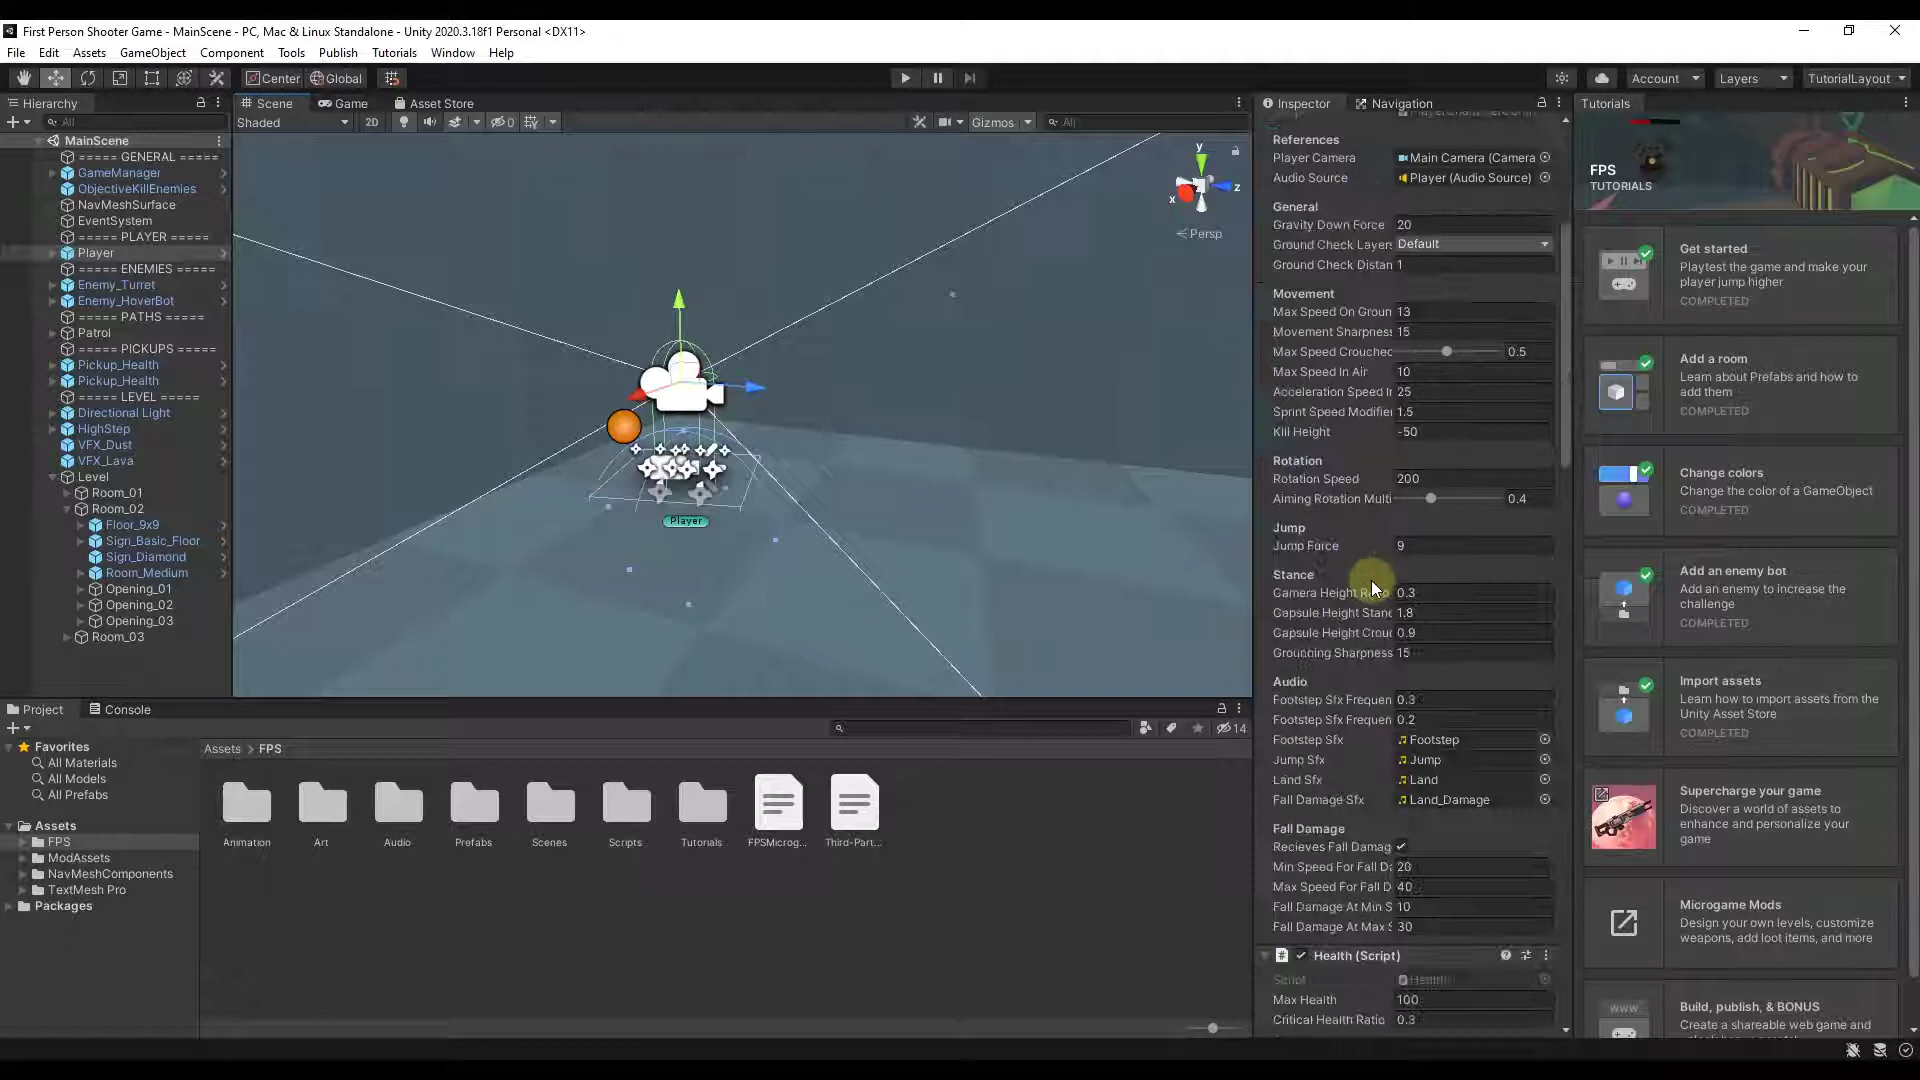 First Person Shooter Game - MainScene - PC, Mac & Linux Standalone - Unity 2020.3.18f1 Personal <DX11>
File Edit Assets GameObject Component Tools Publish Tutorials Window Help
Center Global
Account Layers TutorialLayout
Hierarchy
All
MainScene
===== GENERAL =====
GameManager
ObjectiveKillEnemies
NavMeshSurface
EventSystem
===== PLAYER =====
Player
===== ENEMIES =====
Enemy_Turret
Enemy_HoverBot
===== PATHS =====
Patrol
===== PICKUPS =====
Pickup_Health
Pickup_Health
===== LEVEL =====
Directional Light
HighStep
VFX_Dust
VFX_Lava
Level
Room_01
Room_02
Floor_9x9
Sign_Basic_Floor
Sign_Diamond
Room_Medium
Opening_01
Opening_02
Opening_03
Room_03
Scene Game Asset Store
Shaded 2D 0 Gizmos All
y
x
z
Persp
Player
Inspector Navigation
References
Player Camera Main Camera (Camera
Audio Source Player (Audio Source)
General
Gravity Down Force 20
Ground Check Layers Default
Ground Check Distan 1
Movement
Max Speed On Groun 13
Movement Sharpness 15
Max Speed Crouched 0.5
Max Speed In Air 10
Acceleration Speed In 25
Sprint Speed Modifier 1.5
Kill Height -50
Rotation
Rotation Speed 200
Aiming Rotation Multi 0.4
Jump
Jump Force 9
Stance
Camera Height 0.3
Capsule Height Stand 1.8
Capsule Height Crouc 0.9
Grounning Sharpness 15
Audio
Footstep Sfx Frequen 0.3
Footstep Sfx Frequen 0.2
Footstep Sfx Footstep
Jump Sfx Jump
Land Sfx Land
Fall Damage Sfx Land_Damage
Fall Damage
Recieves Fall Damag
Min Speed For Fall Da 20
Max Speed For Fall D 40
Fall Damage At Min S 10
Fall Damage At Max S 30
Health (Script)
Script Health
Max Health 100
Critical Health Ratio 0.3
Tutorials
FPS
TUTORIALS
Get started
Playtest the game and make your
player jump higher
COMPLETED
Add a room
Learn about Prefabs and how to
add them
COMPLETED
Change colors
Change the color of a GameObject
COMPLETED
Add an enemy bot
Add an enemy to increase the
challenge
COMPLETED
Import assets
Learn how to import assets from the
Unity Asset Store
COMPLETED
Supercharge your game
Discover a world of assets to
enhance and personalize your
game
Microgame Mods
Design your own levels, customize
weapons, add loot items, and more
WWW
Build, publish, & BONUS
Create a shareable web game and
Project Console
14
Favorites
All Materials
All Models
All Prefabs
Assets
FPS
ModAssets
NavMeshComponents
TextMesh Pro
Packages
Assets > FPS
Animation Art Audio Prefabs Scenes Scripts Tutorials FPSMicrog... Third-Part...